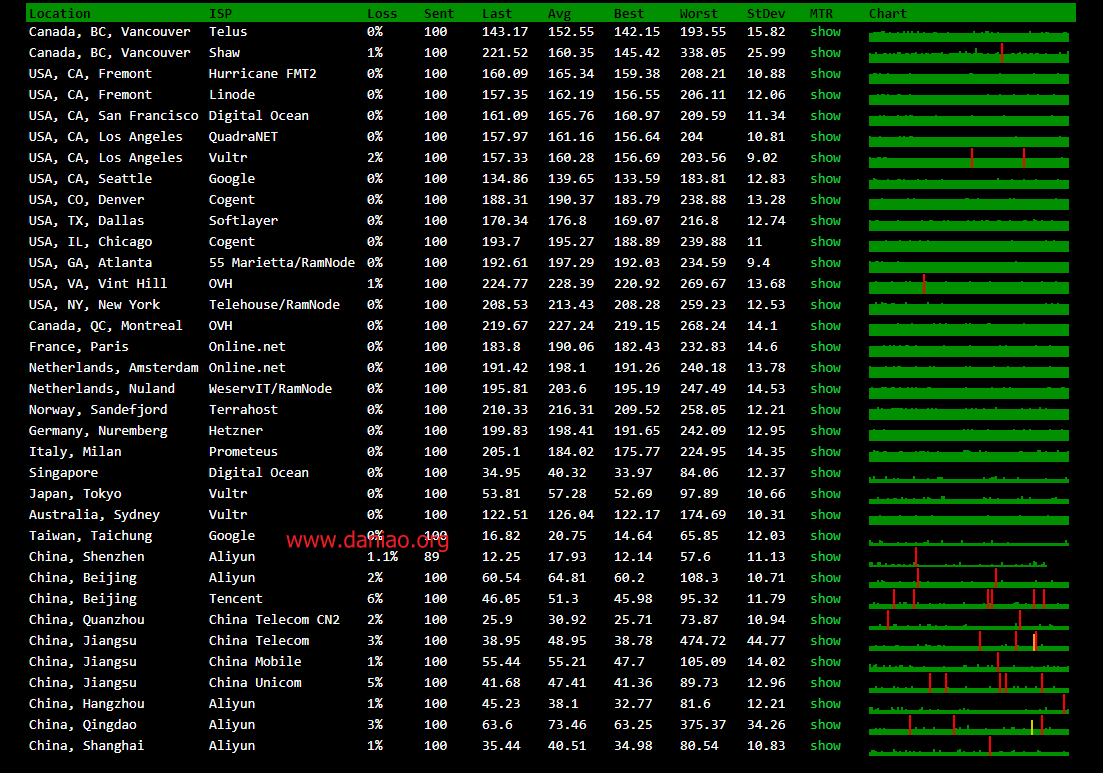 Location ISP Loss Sent Last Avg Best Worst StDev MTR Chart
Canada, BC, Vancouver Telus 0% 100 143.17 152.55 142.15 193.55 15.82 show
Canada, BC, Vancouver Shaw 1% 100 221.52 160.35 145.42 338.05 25.99 show
USA, CA, Fremont Hurricane FMT2 0% 100 160.09 165.34 159.38 208.21 10.88 show
USA, CA, Fremont Linode 0% 100 157.35 162.19 156.55 206.11 12.06 show
USA, CA, San Francisco Digital Ocean 0% 100 161.09 165.76 160.97 209.59 11.34 show
USA, CA, Los Angeles QuadraNET 0% 100 157.97 161.16 156.64 204 10.81 show
USA, CA, Los Angeles Vultr 2% 100 157.33 160.28 156.69 203.56 9.02 show
USA, CA, Seattle Google 0% 100 134.86 139.65 133.59 183.81 12.83 show
USA, CO, Denver Cogent 0% 100 188.31 190.37 183.79 238.88 13.28 show
USA, TX, Dallas Softlayer 0% 100 170.34 176.8 169.07 216.8 12.74 show
USA, IL, Chicago Cogent 0% 100 193.7 195.27 188.89 239.88 11 show
USA, GA, Atlanta 55 Marietta/RamNode 0% 100 192.61 197.29 192.03 234.59 9.4 show
USA, VA, Vint Hill OVH 1% 100 224.77 228.39 220.92 269.67 13.68 show
USA, NY, New York Telehouse/RamNode 0% 100 208.53 213.43 208.28 259.23 12.53 show
Canada, QC, Montreal OVH 0% 100 219.67 227.24 219.15 268.24 14.1 show
France, Paris Online.net 0% 100 183.8 190.06 182.43 232.83 14.6 show
Netherlands, Amsterdam Online.net 0% 100 191.42 198.1 191.26 240.18 13.78 show
Netherlands, Nuland WeservIT/RamNode 0% 100 195.81 203.6 195.19 247.49 14.53 show
Norway, Sandefjord Terrahost 0% 100 210.33 216.31 209.52 258.05 12.21 show
Germany, Nuremberg Hetzner 0% 100 199.83 198.41 191.65 242.09 12.95 show
Italy, Milan Prometeus 0% 100 205.1 184.02 175.77 224.95 14.35 show
Singapore Digital Ocean 0% 100 34.95 40.32 33.97 84.06 12.37 show
Japan, Tokyo Vultr 0% 100 53.81 57.28 52.69 97.89 10.66 show
Australia, Sydney Vultr 0% 100 122.51 126.04 122.17 174.69 10.31 show
Taiwan, Taichung Google 0% 100 16.82 20.75 14.64 65.85 12.03 show
www.daniao.org
China, Shenzhen Aliyun 1.1% 89 12.25 17.93 12.14 57.6 11.13 show
China, Beijing Aliyun 2% 100 60.54 64.81 60.2 108.3 10.71 show
China, Beijing Tencent 6% 100 46.05 51.3 45.98 95.32 11.79 show
China, Quanzhou China Telecom CN2 2% 100 25.9 30.92 25.71 73.87 10.94 show
China, Jiangsu China Telecom 3% 100 38.95 48.95 38.78 474.72 44.77 show
China, Jiangsu China Mobile 1% 100 55.44 55.21 47.7 105.09 14.02 show
China, Jiangsu China Unicom 5% 100 41.68 47.41 41.36 89.73 12.96 show
China, Hangzhou Aliyun 1% 100 45.23 38.1 32.77 81.6 12.21 show
China, Qingdao Aliyun 3% 100 63.6 73.46 63.25 375.37 34.26 show
China, Shanghai Aliyun 1% 100 35.44 40.51 34.98 80.54 10.83 show